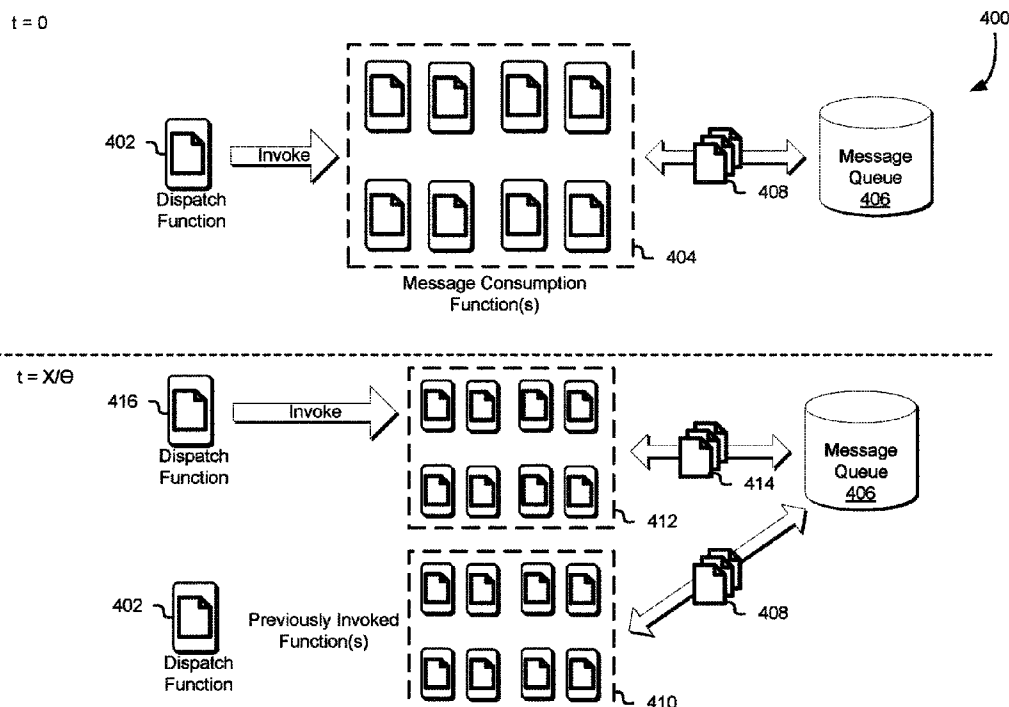 t = 0
400
402
Dispatch
Function
Invoke
408
Message
Queue
406
404
Message Consumption
Function(s)
t = X/Θ
416
Dispatch
Function
Invoke
414
Message
Queue
406
412
402
Dispatch
Function
Previously Invoked
Function(s)
408
410